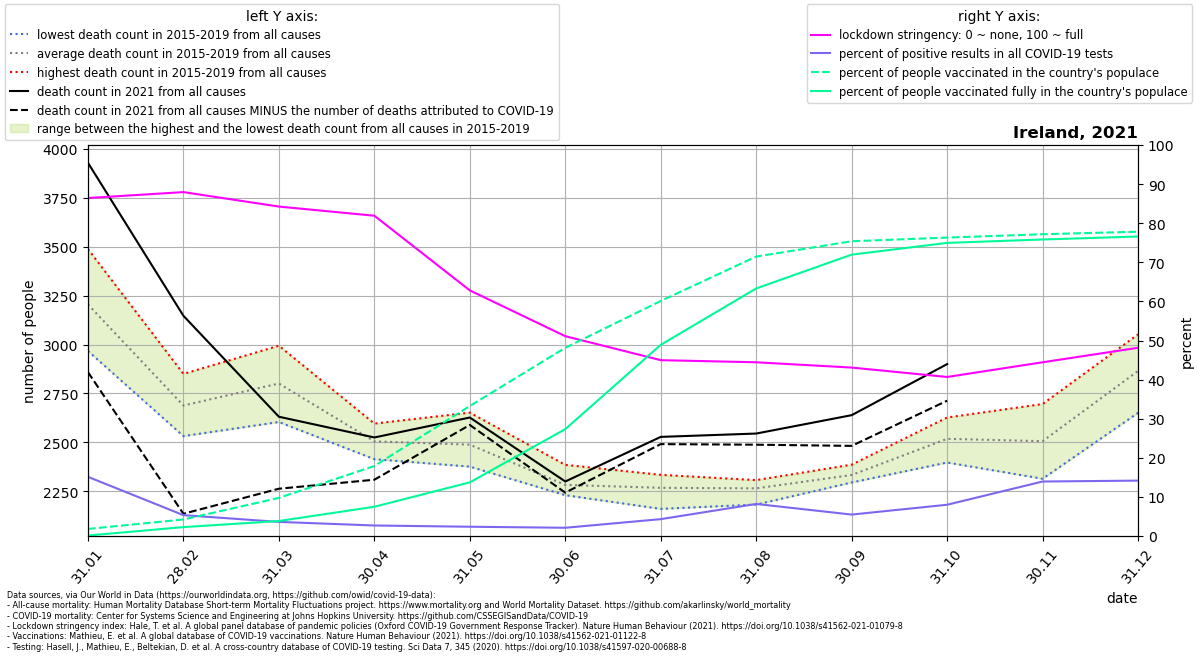 left Y axis:
lowest death count in 2015-2019 from all causes
average death count in 2015-2019 from all causes
highest death count in 2015-2019 from all causes
death count in 2021 from all causes
death count in 2021 from all causes MINUS the number of deaths attributed to COVID-19
range between the highest and the lowest death count from all causes in 2015-2019
right Y axis:
lockdown stringency: 0 ~ none, 100 ~ full
percent of positive results in all COVID-19 tests
percent of people vaccinated in the country's populace
percent of people vaccinated fully in the country's populace
Ireland, 2021
number of people
4000
3750
3500
3250
3000
2750
2500
2250
100
90
80
70
60
50
40
30
20
10
0
percent
31.01
28.02
31.03
30.04
31.05
30.06
31.07
31.08
30.09
31.10
30.11
31.12
date
Data sources, via Our World in Data (https://ourworldindata.org, https://github.com/owid/covid-19-data):
- All-cause mortality: Human Mortality Database Short-term Mortality Fluctuations project. https://www.mortality.org and World Mortality Dataset. https://github.com/akarlinsky/world_mortality
- COVID-19 mortality: Center for Systems Science and Engineering at Johns Hopkins University. https://github.com/CSSEGISandData/COVID-19
- Lockdown stringency index: Hale, T. et al. A global panel database of pandemic policies (Oxford COVID-19 Government Response Tracker). Nature Human Behaviour (2021). https://doi.org/10.1038/s41562-021-01079-8
- Vaccinations: Mathieu, E. et al. A global database of COVID-19 vaccinations. Nature Human Behaviour (2021). https://doi.org/10.1038/s41562-021-01122-8
- Testing: Hasell, J., Mathieu, E., Beltekian, D. et al. A cross-country database of COVID-19 testing. Sci Data 7, 345 (2020). https://doi.org/10.1038/s41597-020-00688-8